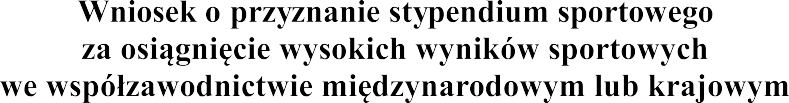 Wniosek o przyznanie stypendium sportowego
za osiągnięcie wysokich wyników sportowych
we współzawodnictwie międzynarodowym lub krajowym